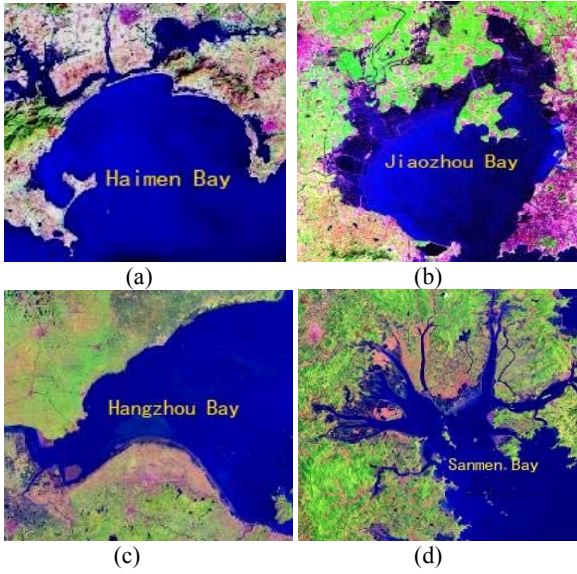 Haimen Bay
Jiaozhou Bay
(a)
(b)
Hangzhou Bay
Sanmen Bay
(c)
(d)